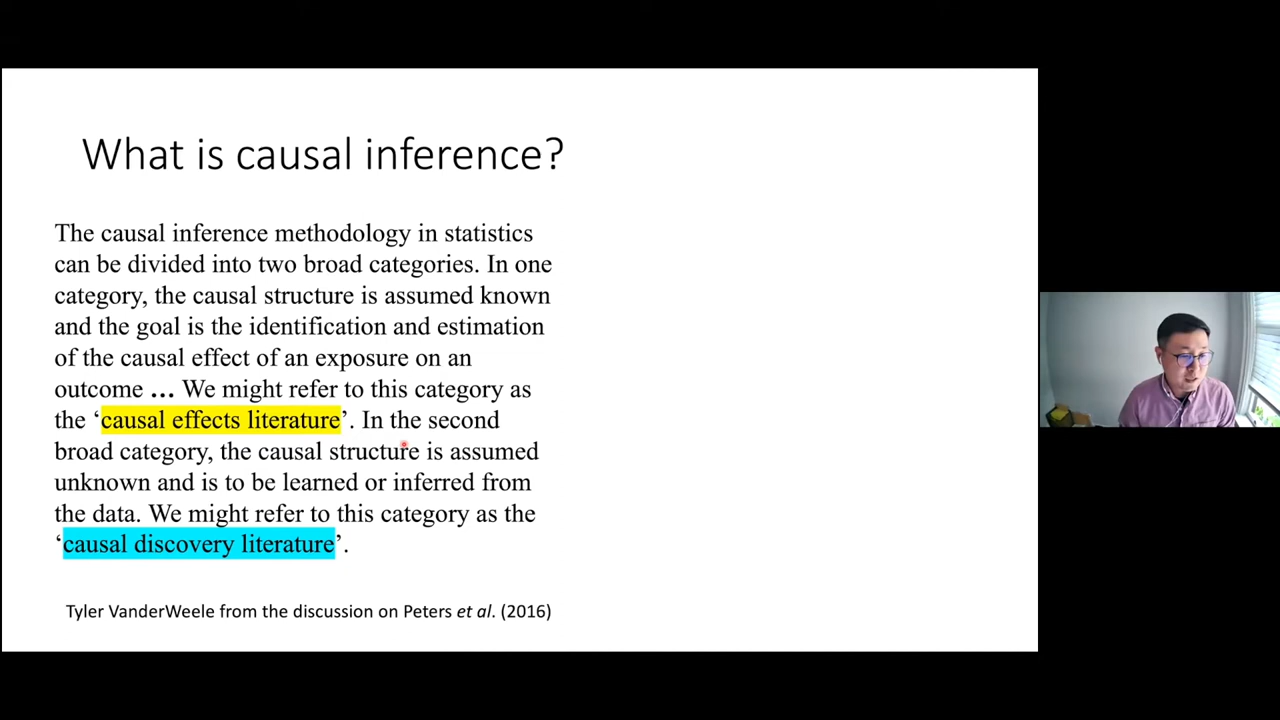 What is causal inference?
The causal inference methodology in statistics
can be divided into two broad categories. In one
category, the causal structure is assumed known
and the goal is the identification and estimation
of the causal effect of an exposure on an
outcome ... We might refer to this category as
the ‘causal effects literature’. In the second
broad category, the causal structure is assumed
unknown and is to be learned or inferred from
the data. We might refer to this category as the
‘causal discovery literature’.
Tyler VanderWeele from the discussion on Peters et al. (2016)